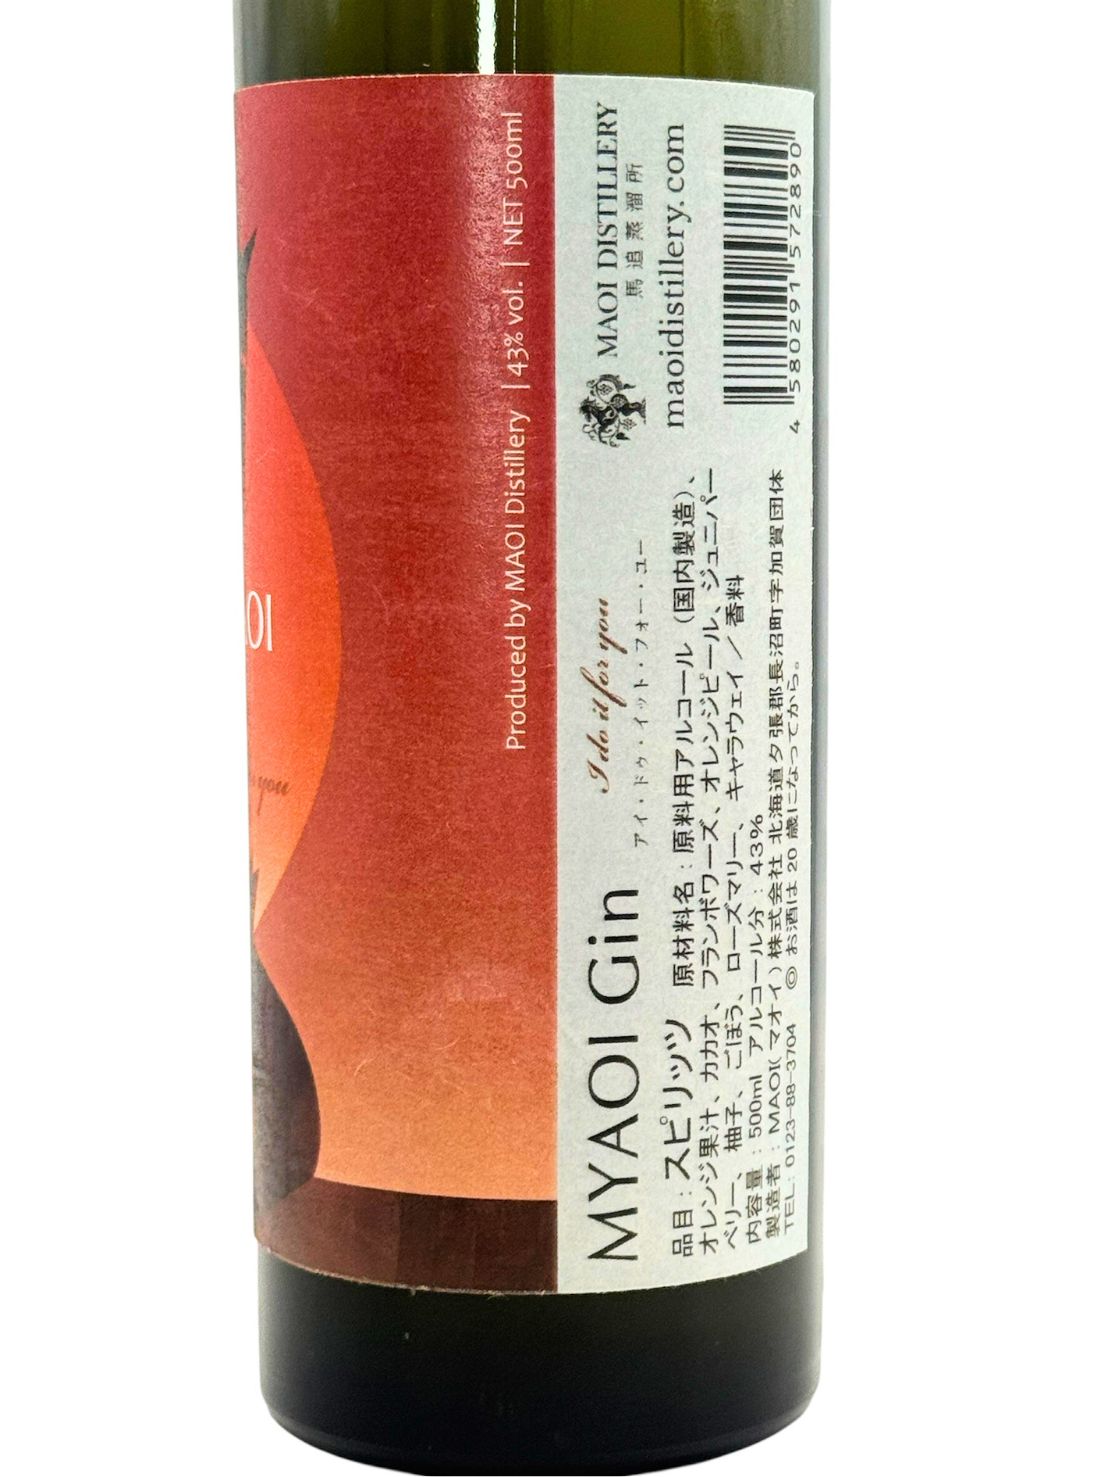 AOI
you
Produced by MAOI Distillery | 43% vol. | NET 500ml
MYAOI Gin
I do it for you
アイ・ドゥ・イット・フォー・ユー
MAOI DISTILLERY
馬追蒸溜所
maoidistillery.com
品目：スピリッツ 原材料名：原料用アルコール（国内製造）、
オレンジ果汁、カカオ、フランボワーズ、オレンジピール、ジュニパー
ベリー、柚子、ごぼう、ローズマリー、キャラウェイ／香料
内容量：500ml アルコール分：43%
製造者：MAOI(マオイ)株式会社 北海道夕張郡長沼町字加賀団体
TEL: 0123-88-3704 ◎お酒は20歳になってから。
4 580291 572890